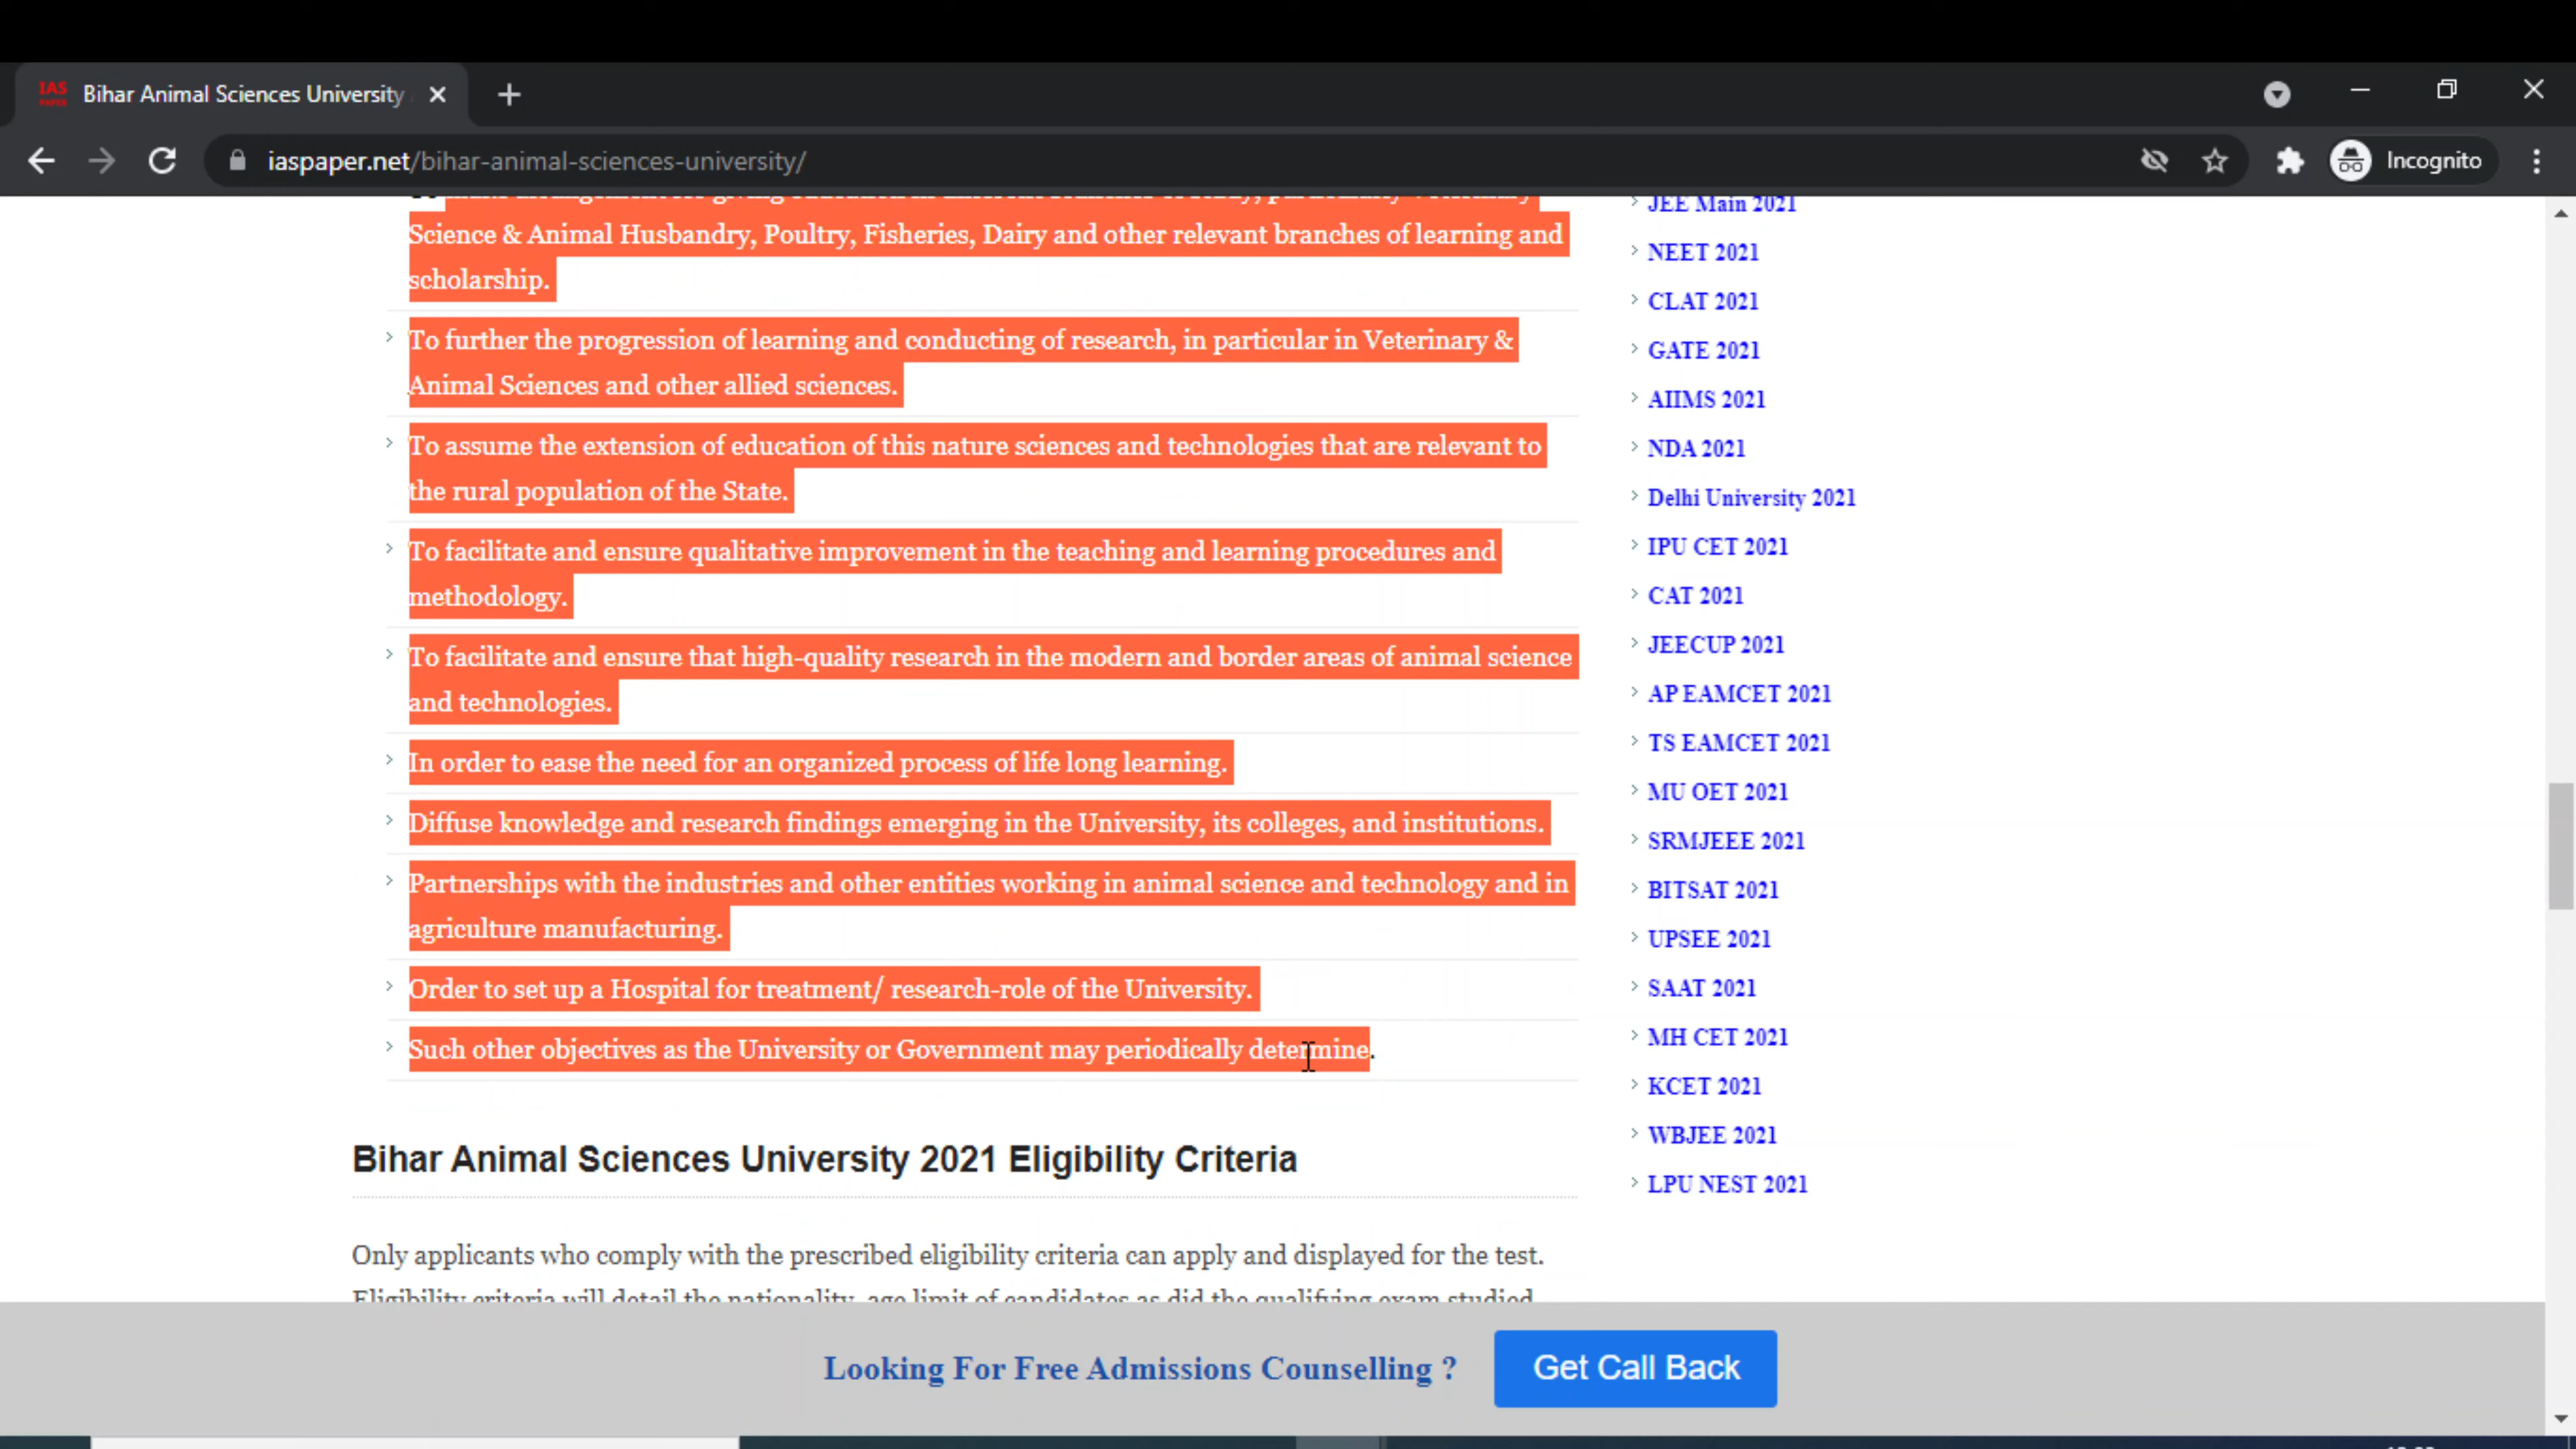 IAS
PAPER
Bihar Animal Sciences University
iaspaper.net/bihar-animal-sciences-university/
Incognito
Science & Animal Husbandry, Poultry, Fisheries, Dairy and other relevant branches of learning and
scholarship.
To further the progression of learning and conducting of research, in particular in Veterinary &
Animal Sciences and other allied sciences.
To assume the extension of education of this nature sciences and technologies that are relevant to
the rural population of the State.
To facilitate and ensure qualitative improvement in the teaching and learning procedures and
methodology.
To facilitate and ensure that high-quality research in the modern and border areas of animal science
and technologies.
In order to ease the need for an organized process of life long learning.
Diffuse knowledge and research findings emerging in the University, its colleges, and institutions.
Partnerships with the industries and other entities working in animal science and technology and in
agriculture manufacturing.
Order to set up a Hospital for treatment/ research-role of the University.
Such other objectives as the University or Government may periodically determine.
Bihar Animal Sciences University 2021 Eligibility Criteria
Only applicants who comply with the prescribed eligibility criteria can apply and displayed for the test.
Eligibility criteria will detail the nationality, age limit of candidates as did the qualifying exam studied
JEE Main 2021
NEET 2021
CLAT 2021
GATE 2021
AIIMS 2021
NDA 2021
Delhi University 2021
IPU CET 2021
CAT 2021
JEECUP 2021
AP EAMCET 2021
TS EAMCET 2021
MU OET 2021
SRMJEEE 2021
BITSAT 2021
UPSEE 2021
SAAT 2021
MH CET 2021
KCET 2021
WBJEE 2021
LPU NEST 2021
Looking For Free Admissions Counselling ?
Get Call Back